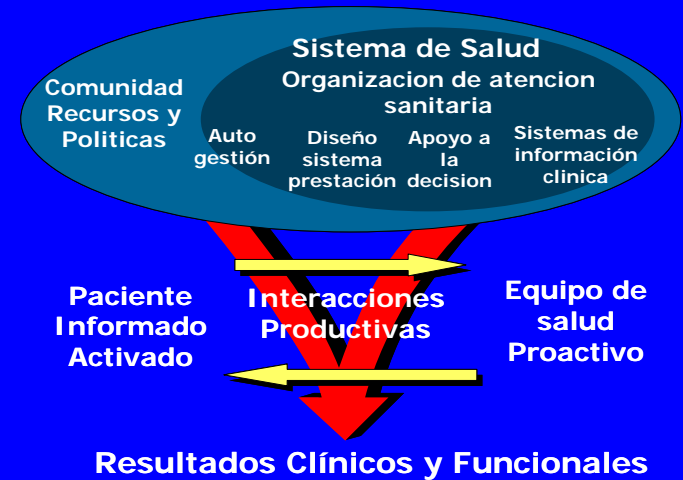 Sistema de Salud
Organizacion de atencion
sanitaria
Comunidad
Recursos y
Politicas
Auto
gestión
Diseño
sistema
prestación
Apoyo a
la
decision
Sistemas de
información
clinica
Paciente
Informado
Activado
Interacciones
Productivas
Equipo de
salud
Proactivo
Resultados Clínicos y Funcionales